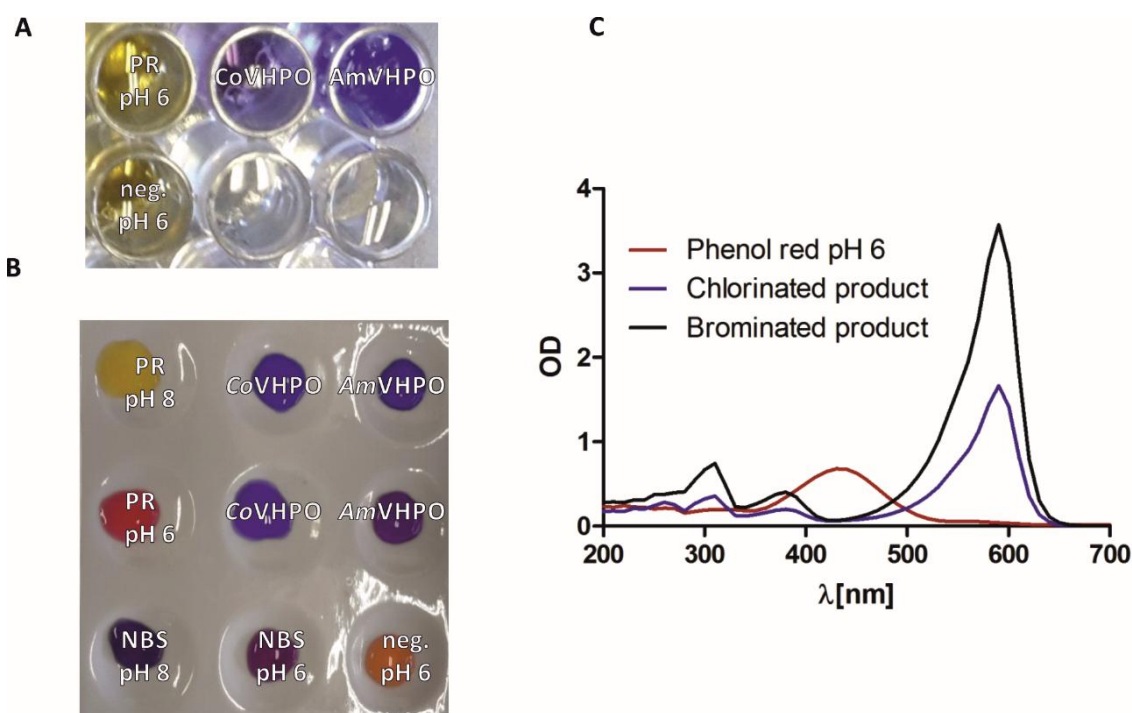 A
PR
pH 6
CoVHPO
AmVHPO
neg.
pH 6
B
PR
pH 8
CoVHPO
AmVHPO
PR
pH 6
CoVHPO
AmVHPO
NBS
pH 8
NBS
pH 6
neg.
pH 6
C
4
3
2
1
0
OD
Phenol red pH 6
Chlorinated product
Brominated product
200
300
400
500
600
700
λ[nm]